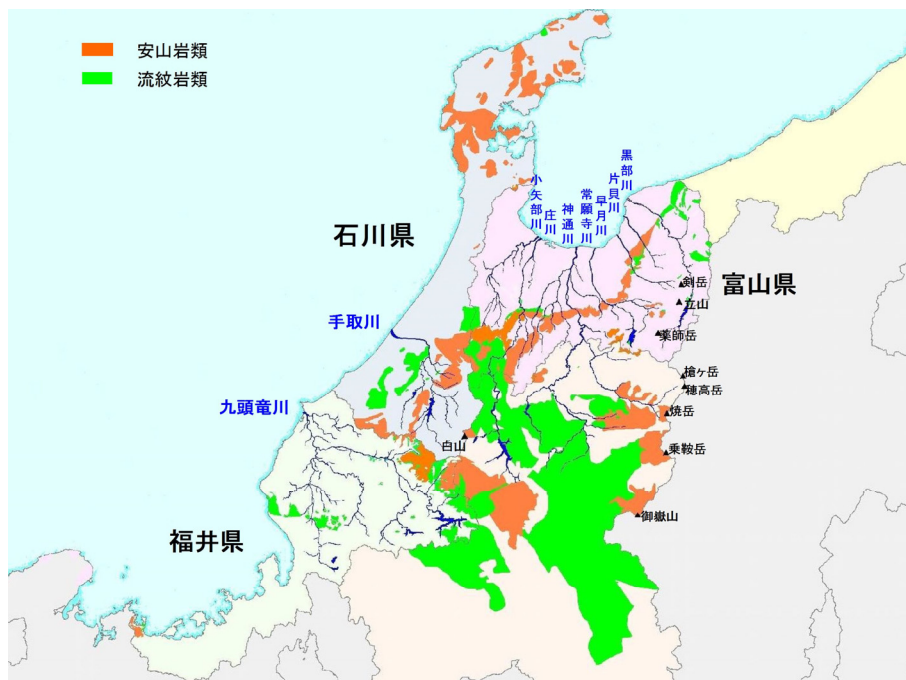 安山岩類
流紋岩類
黒部川
片貝川
早月川
常願寺川
神通川
庄川
小矢部川
石川県
富山県
剣岳
立山
薬師岳
手取川
槍ヶ岳
穂高岳
九頭竜川
焼岳
白山
乗鞍岳
御嶽山
福井県